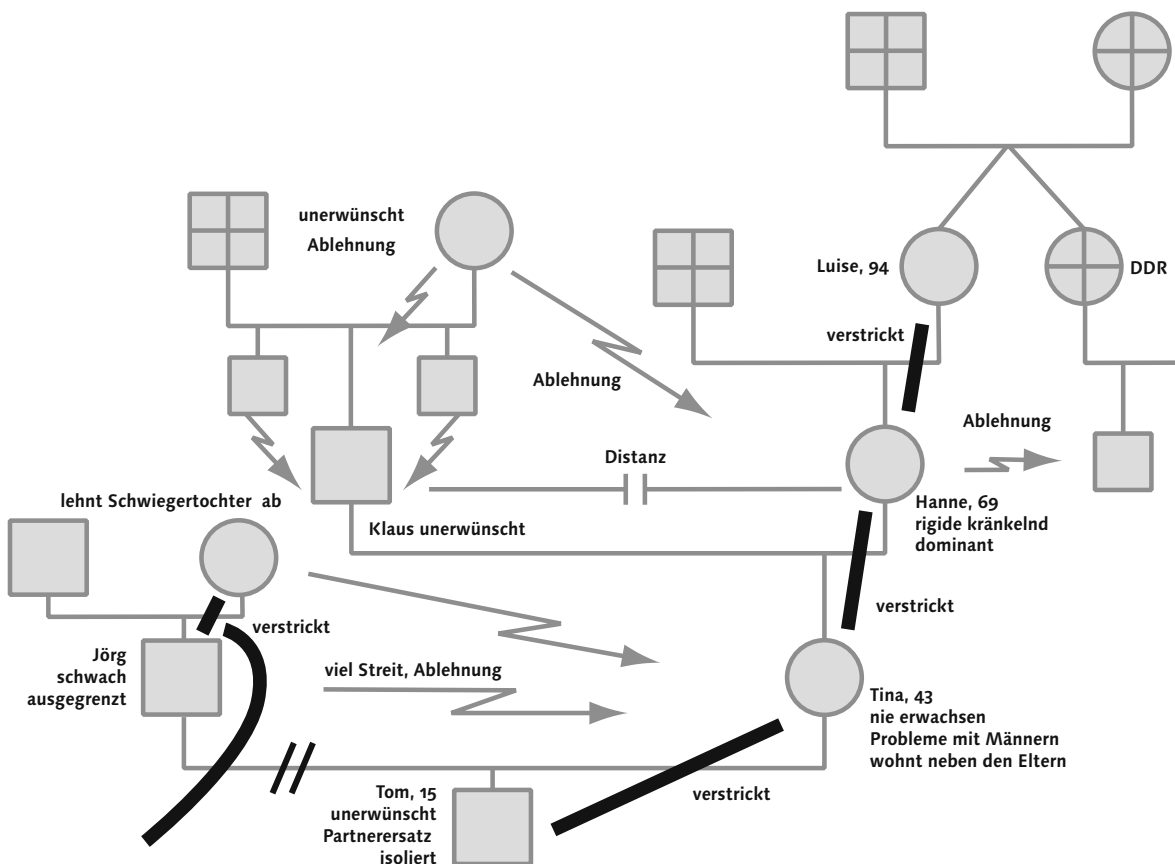 unerwünscht
Ablehnung
Luise, 94
DDR
verstrickt
Ablehnung
Ablehnung
Distanz
lehnt Schwiegertochter ab
Klaus unerwünscht
Hanne, 69
rigide kränkelnd
dominant
verstrickt
verstrickt
Jörg
schwach
ausgegrenzt
viel Streit, Ablehnung
Tina, 43
nie erwachsen
Probleme mit Männern
wohnt neben den Eltern
Tom, 15
unerwünscht
Partnerersatz
isoliert
verstrickt